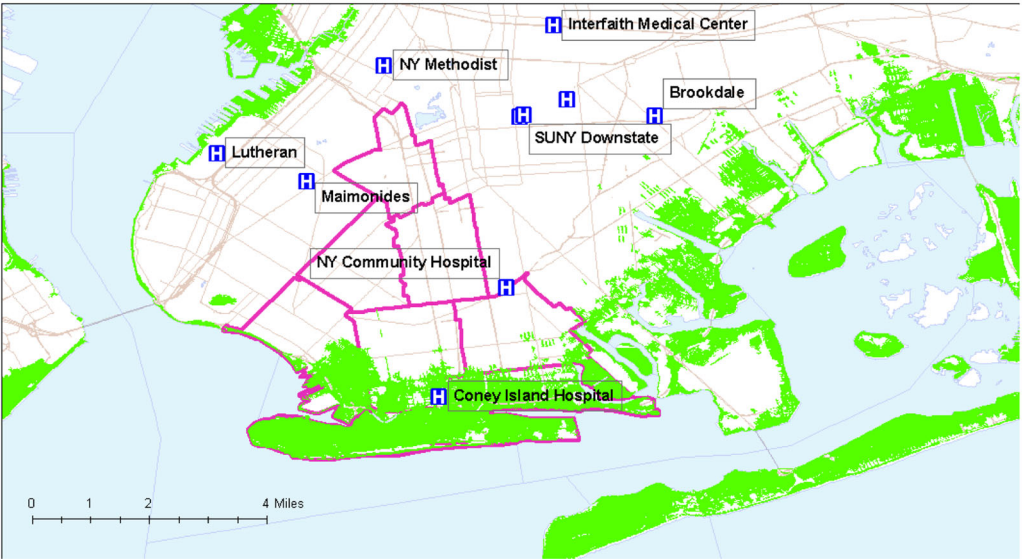 H Interfaith Medical Center
H NY Methodist
Brookdale
H
H H
SUNY Downstate
H Lutheran
H
Maimonides
NY Community Hospital
H
H Coney Island Hospital
0 1 2 4 Miles